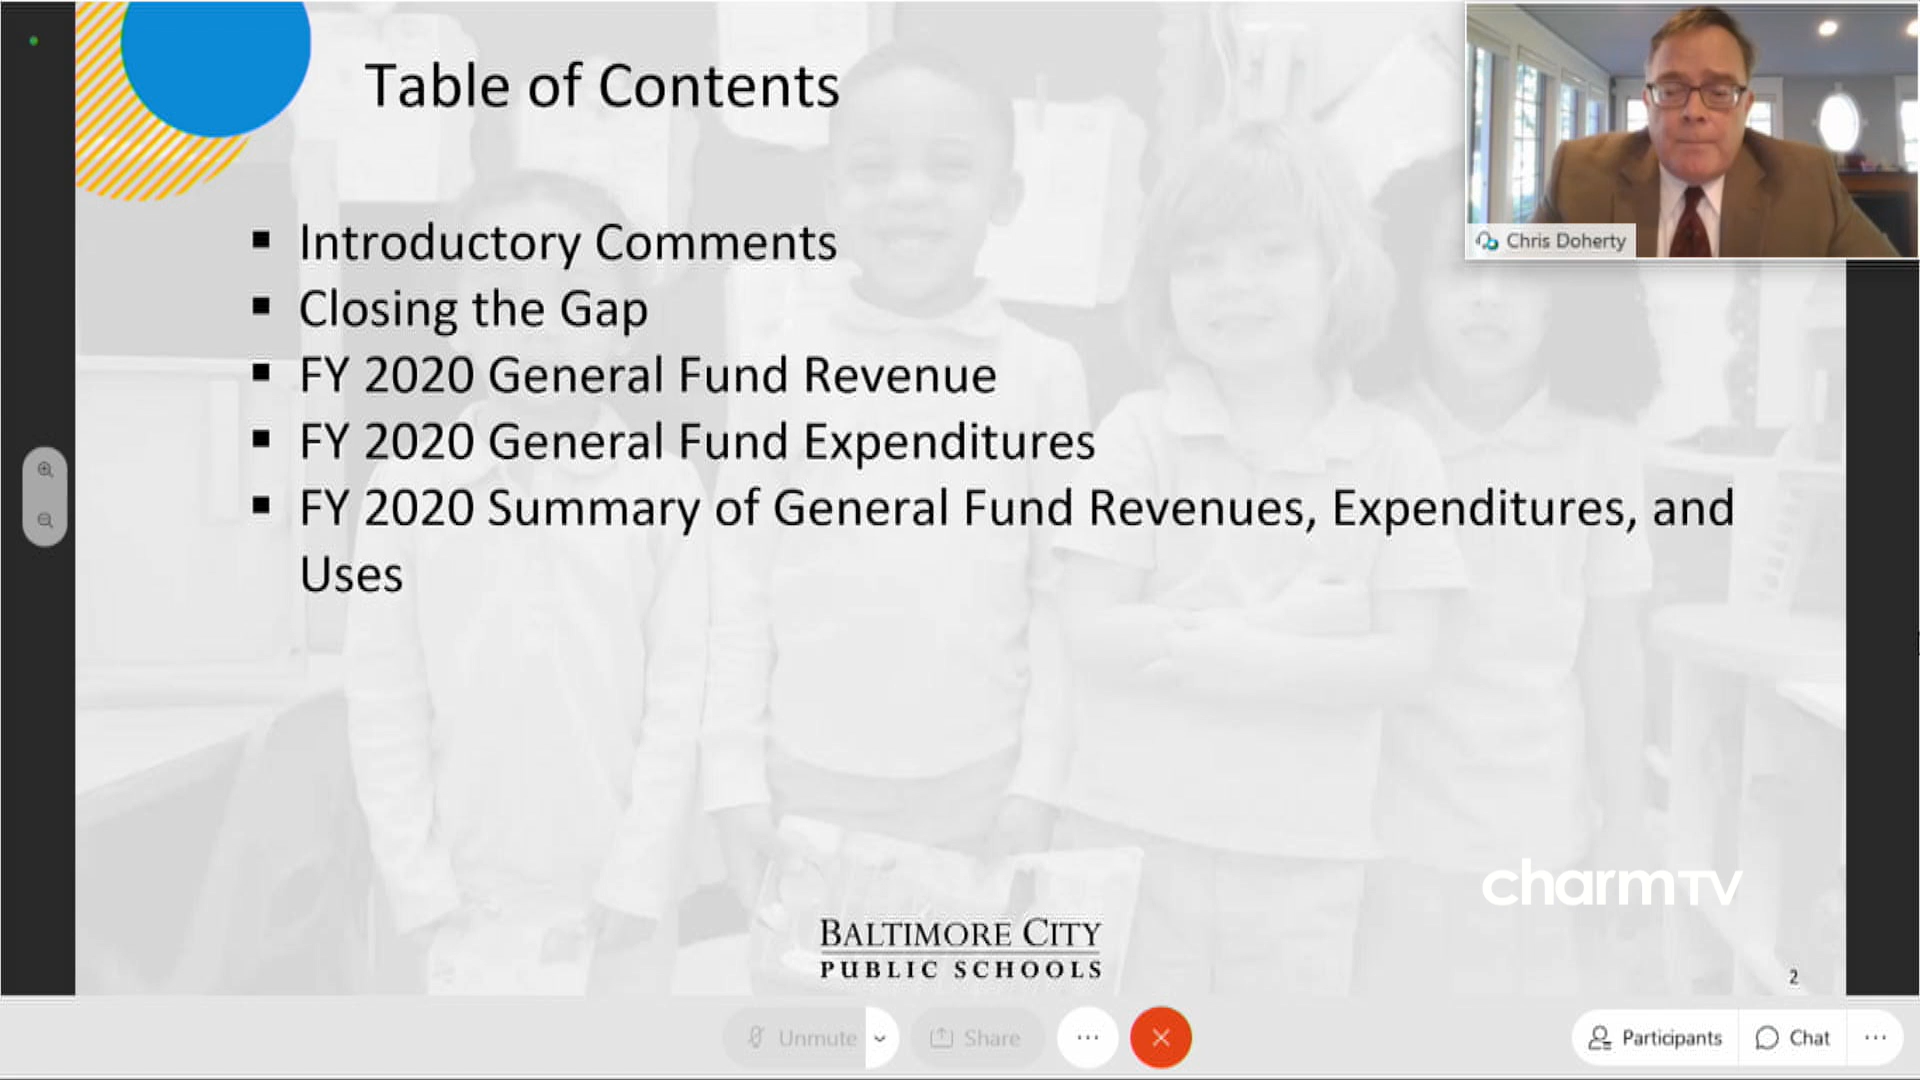 Table of Contents
Introductory Comments
Closing the Gap
FY 2020 General Fund Revenue
FY 2020 General Fund Expenditures
FY 2020 Summary of General Fund Revenues, Expenditures, and
Uses
Chris Doherty
charmTV
BALTIMORE CITY
PUBLIC SCHOOLS
2
Unmute
Share
Participants
Chat